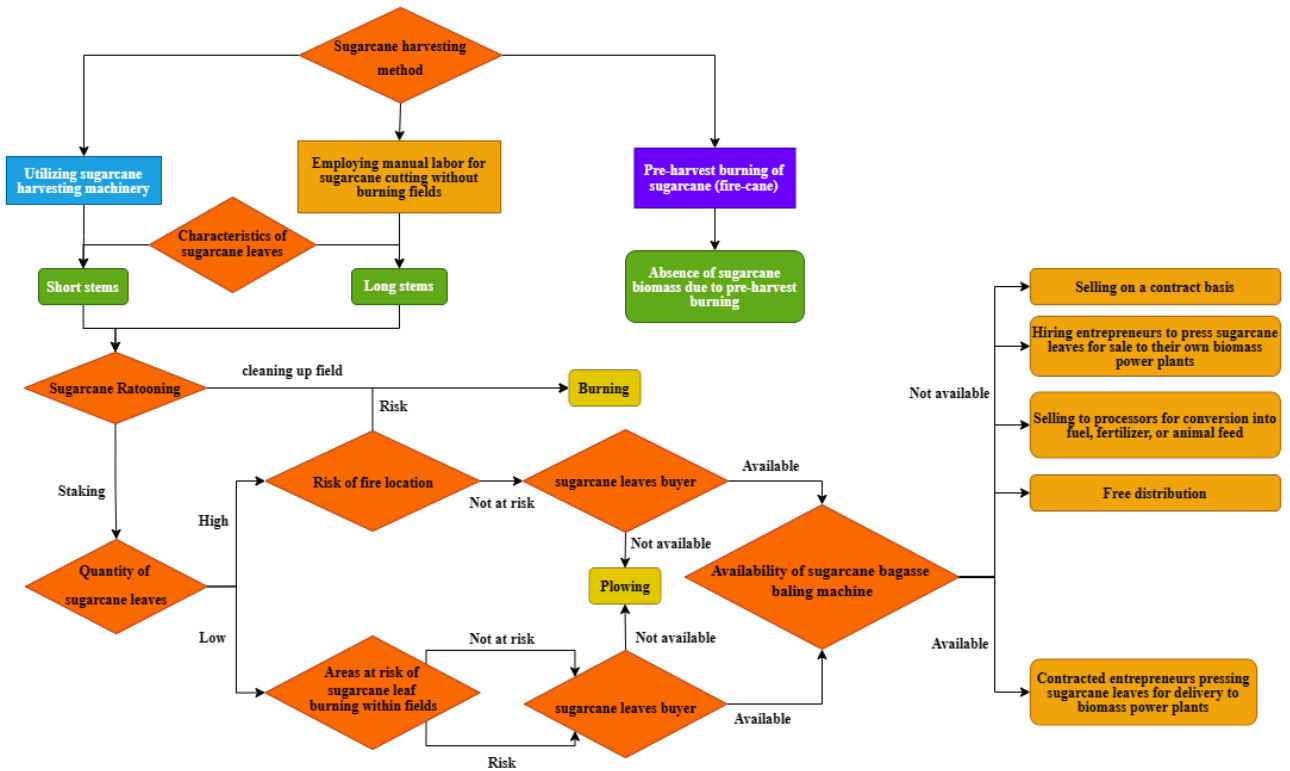 Sugarcane harvesting
method
Utilizing sugarcane
harvesting machinery
Employing manual labor for
sugarcane cutting without
burning fields
Pre-harvest burning of
sugarcane (fire-cane)
Characteristics of
sugarcane leaves
Short stems
Long stems
Absence of sugarcane
biomass due to pre-harvest
burning
Selling on a contract basis
Hiring entrepreneurs to press sugarcane
leaves for sale to their own biomass
power plants
Not available
Selling to processors for conversion into
fuel, fertilizer, or animal feed
Free distribution
Sugarcane Ratooning
cleaning up field
Burning
Risk
Staking
High
Risk of fire location
Not at risk
sugarcane leaves buyer
Available
Not available
Quantity of
sugarcane leaves
Plowing
Availability of sugarcane bagasse
baling machine
Low
Not at risk
Not available
Available
Areas at risk of
sugarcane leaf
burning within fields
sugarcane leaves buyer
Available
Risk
Contracted entrepreneurs pressing
sugarcane leaves for delivery to
biomass power plants